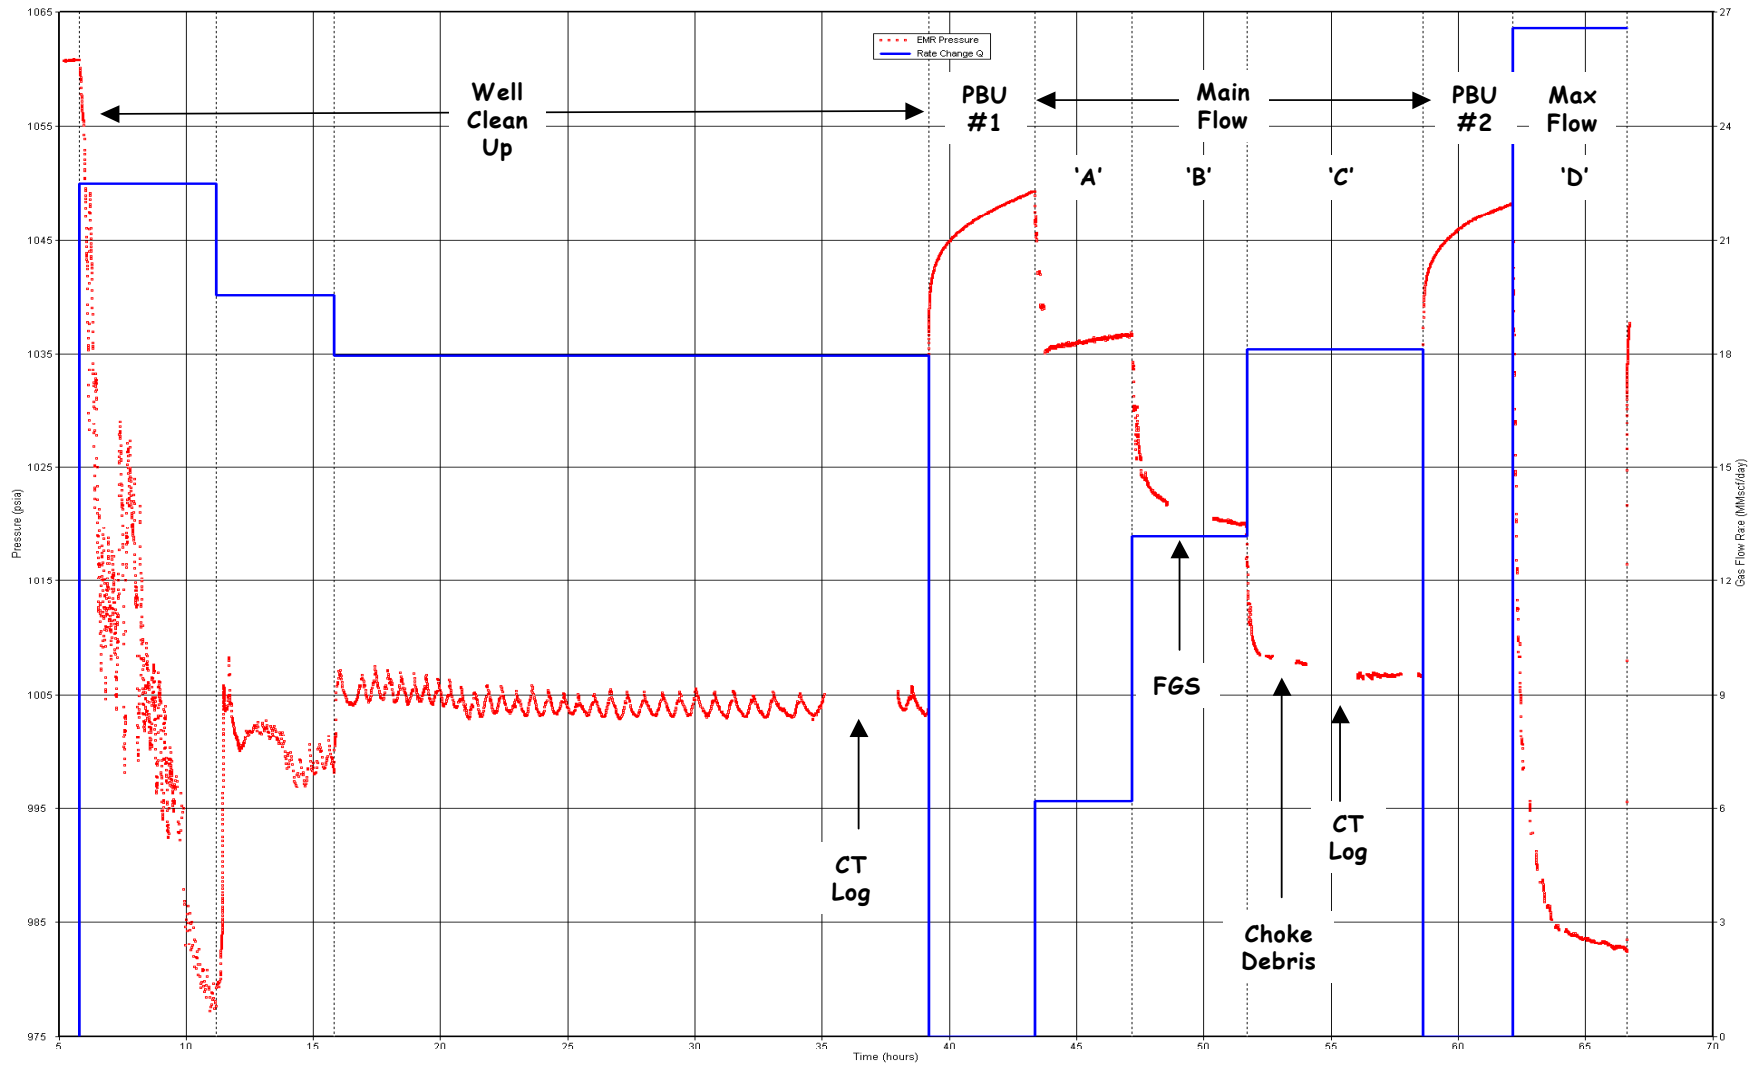 1065
1055
1045
1035
1025
1015
1005
995
985
975
Pressure (psia)
27
24
21
18
15
12
9
6
3
0
Gas Flow Rate (MMscf/day)
5
10
15
20
25
30
35
40
45
50
55
60
65
70
Time (hours)
EMR Pressure
Rate Change Q
Well
Clean
Up
PBU
#1
Main
Flow
PBU
#2
Max
Flow
‘A’
‘B’
‘C’
‘D’
FGS
CT
Log
CT
Log
Choke
Debris